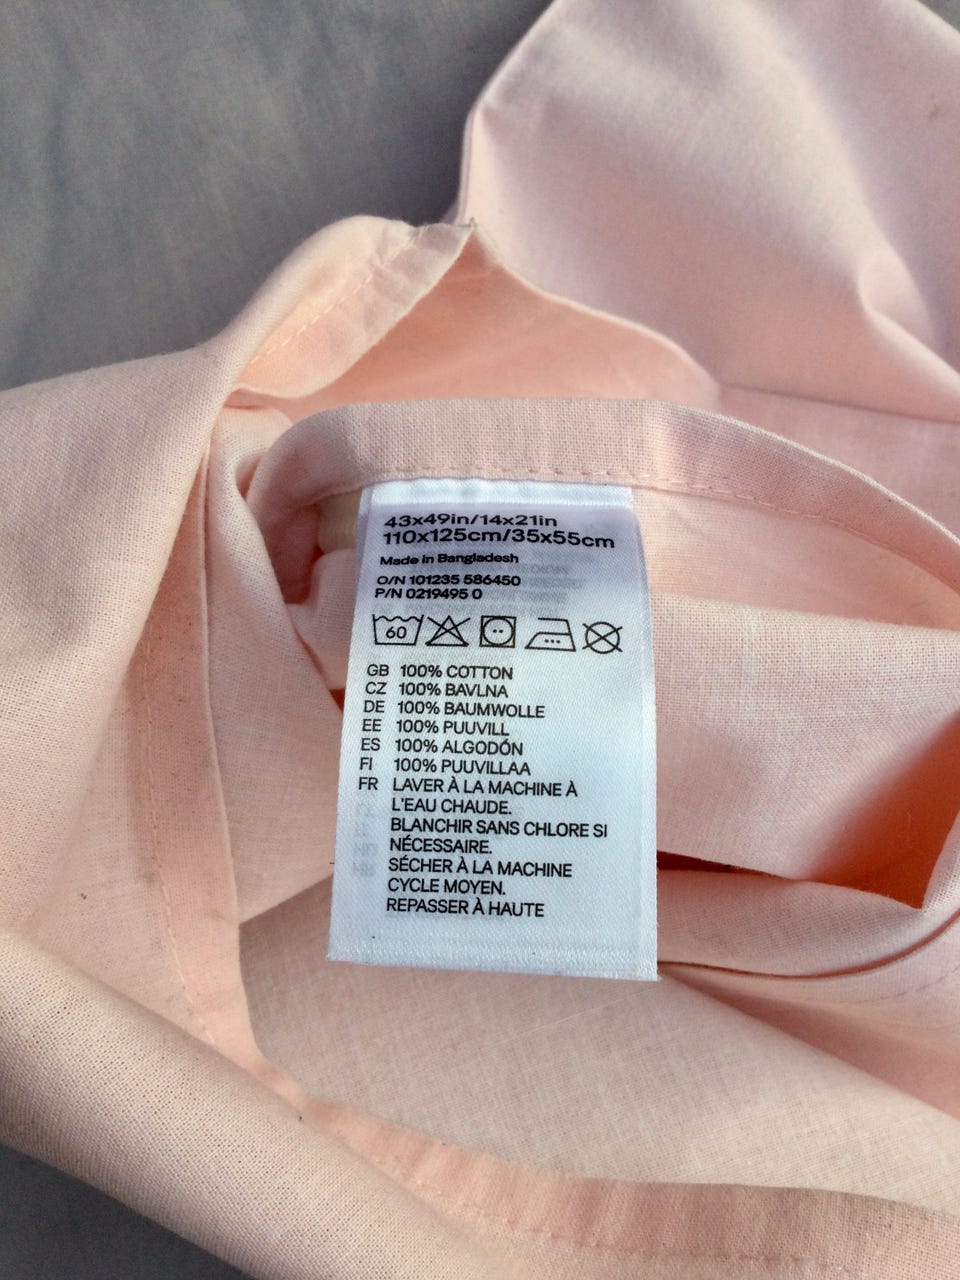 43x49in/14x21in
110x125cm/35x55cm
Made in Bangladesh
O/N 101235 586450
P/N 0219495 0
60
GB 100% COTTON
CZ 100% BAVLNA
DE 100% BAUMWOLLE
EE 100% PUUVILL
ES 100% ALGODÓN
FI 100% PUUVILLAA
FR LAVER À LA MACHINE À
L'EAU CHAUDE.
BLANCHIR SANS CHLORE SI
NÉCESSAIRE.
SÉCHER À LA MACHINE
CYCLE MOYEN.
REPASSER À HAUTE